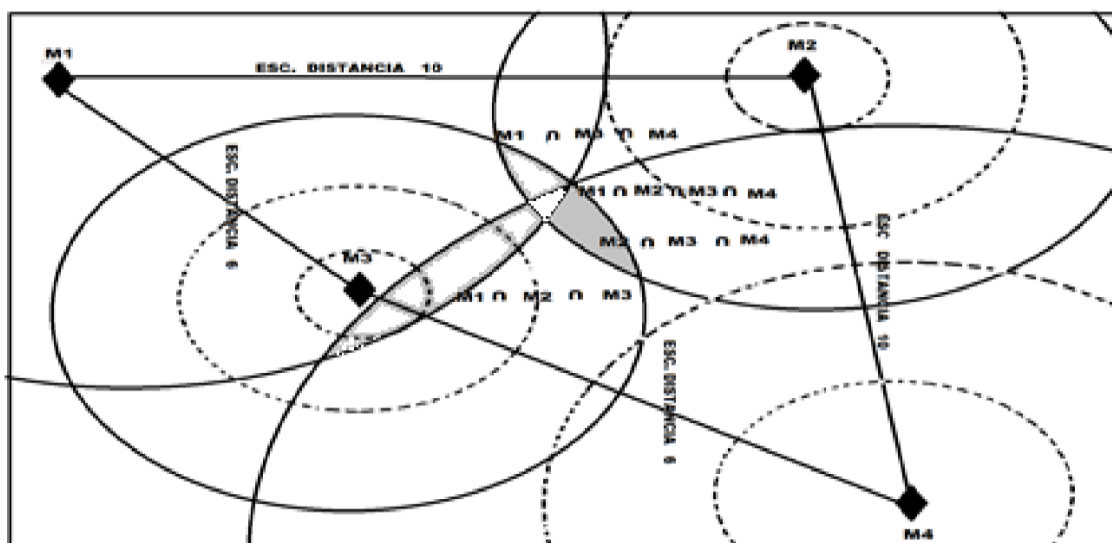 M1
M2
ESC. DISTANCIA 10
M1 ∩ M3 ∩ M4
ESC. DISTANCIA 6
M1 ∩ M2 ∩ M3 ∩ M4
M2 ∩ M3 ∩ M4
ESC DISTANCIA 10
M3
M1 ∩ M2 ∩ M3
ESC. DISTANCIA 6
M4